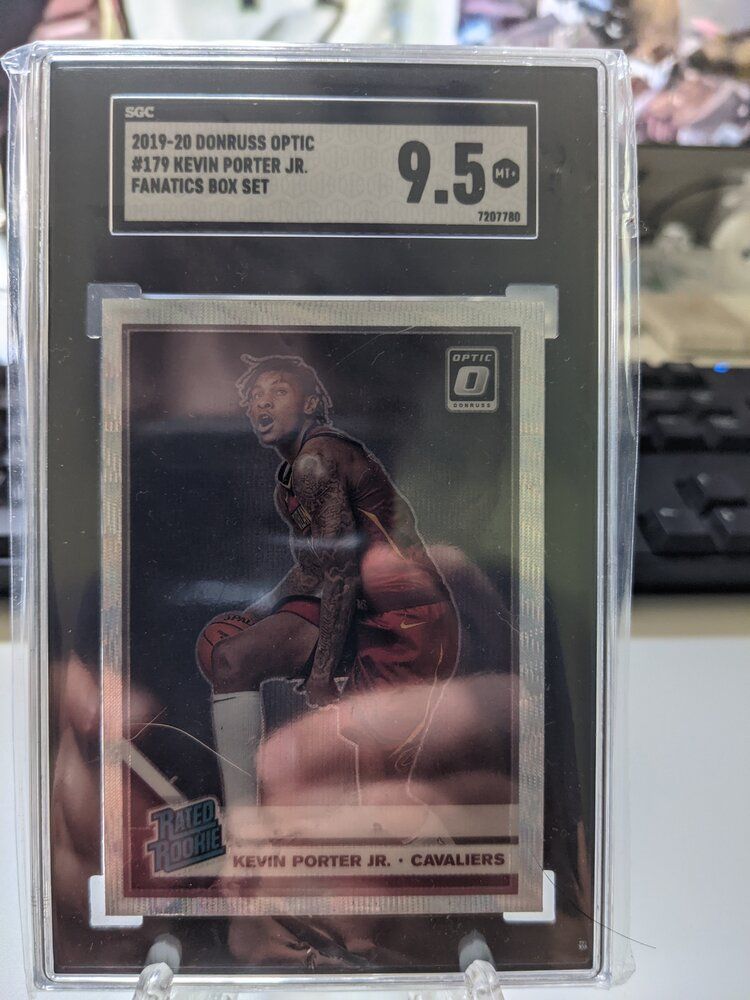 SGC
2019-20 DONRUSS OPTIC
#179 KEVIN PORTER JR.
FANATICS BOX SET
9.5 MT+
7207780
OPTIC
DONRUSS
RATED
ROOKIE
KEVIN PORTER JR. · CAVALIERS